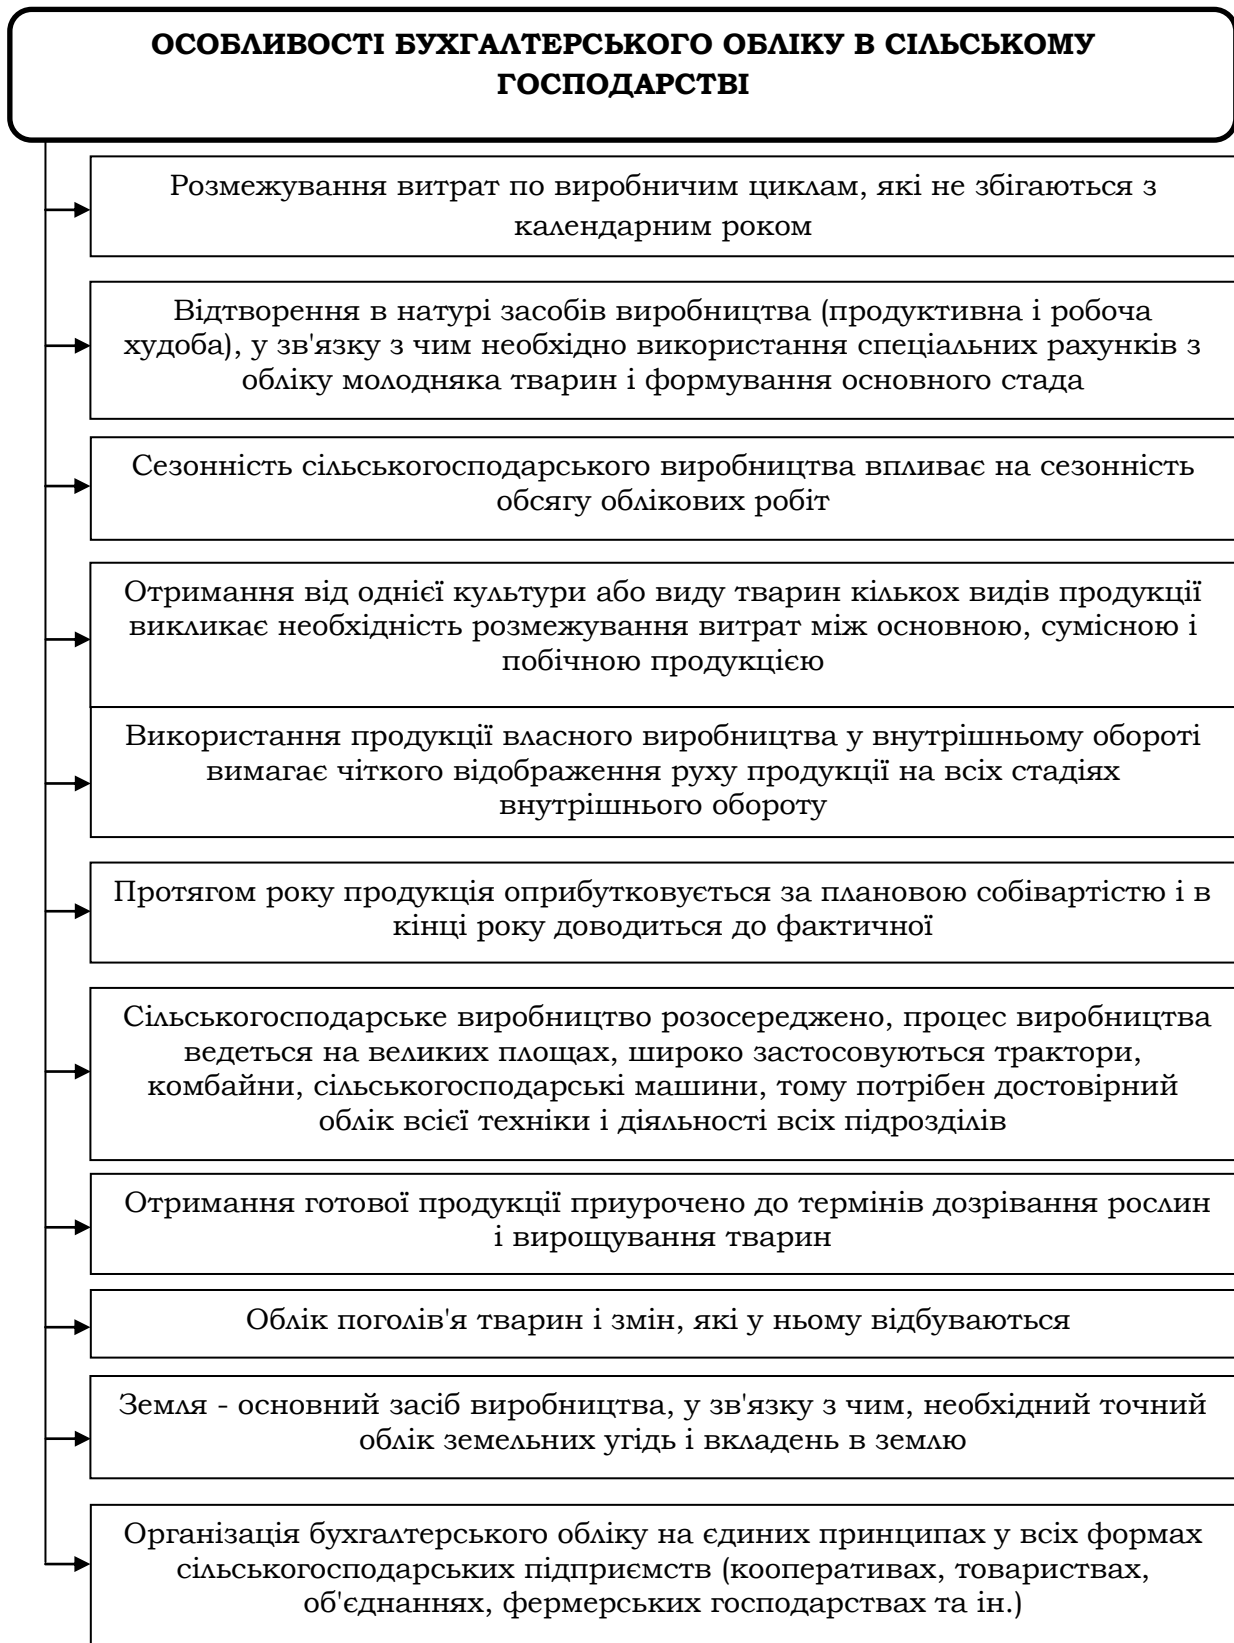 ОСОБЛИВОСТІ БУХГАЛТЕРСЬКОГО ОБЛІКУ В СІЛЬСЬКОМУ
ГОСПОДАРСТВІ
Розмежування витрат по виробничим циклам, які не збігаються з
календарним роком
Відтворення в натурі засобів виробництва (продуктивна і робоча
худоба), у зв'язку з чим необхідно використання спеціальних рахунків з
обліку молодняка тварин і формування основного стада
Сезонність сільськогосподарського виробництва впливає на сезонність
обсягу облікових робіт
Отримання від однієї культури або виду тварин кількох видів продукції
викликає необхідність розмежування витрат між основною, сумісною і
побічною продукцією
Використання продукції власного виробництва у внутрішньому обороті
вимагає чіткого відображення руху продукції на всіх стадіях
внутрішнього обороту
Протягом року продукція оприбутковується за плановою собівартістю і в
кінці року доводиться до фактичної
Сільськогосподарське виробництво розосереджено, процес виробництва
ведеться на великих площах, широко застосовуються трактори,
комбайни, сільськогосподарські машини, тому потрібен достовірний
облік всієї техніки і діяльності всіх підрозділів
Отримання готової продукції приурочено до термінів дозрівання рослин
і вирощування тварин
Облік поголів'я тварин і змін, які у ньому відбуваються
Земля - основний засіб виробництва, у зв'язку з чим, необхідний точний
облік земельних угідь і вкладень в землю
Організація бухгалтерського обліку на єдиних принципах у всіх формах
сільськогосподарських підприємств (кооперативах, товариствах,
об'єднаннях, фермерських господарствах та ін.)